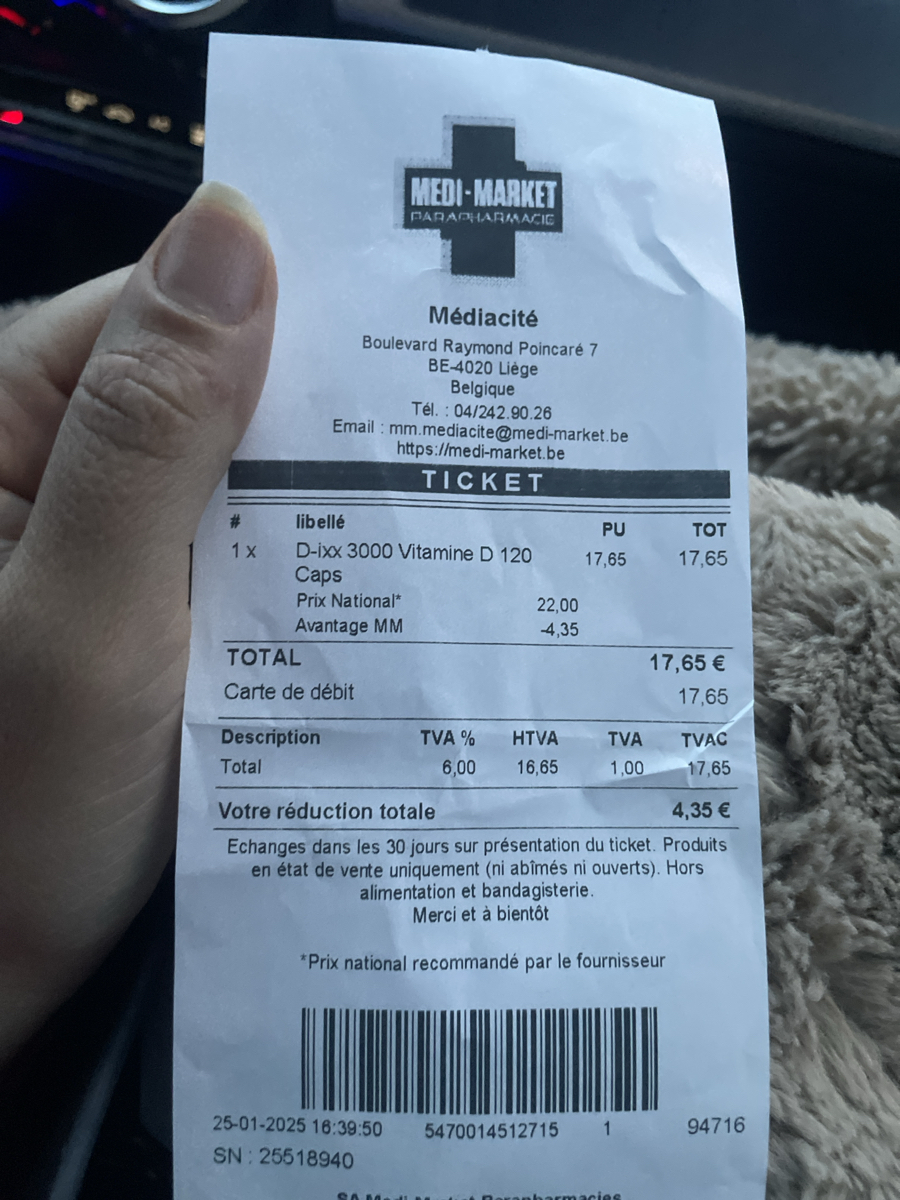 MEDI-MARKET
PARAPHARMACIE
Médiacité
Boulevard Raymond Poincaré 7
BE-4020 Liège
Belgique
Tél. : 04/242.90.26
Email : mm.mediacite@medi-market.be
https://medi-market.be
TICKET
# libellé PU TOT
1 x D-ixx 3000 Vitamine D 120 17,65 17,65
Caps
Prix National* 22,00
Avantage MM -4,35
TOTAL 17,65 €
Carte de débit 17,65
Description TVA % HTVA TVA TVAC
Total 6,00 16,65 1,00 17,65
Votre réduction totale 4,35 €
Echanges dans les 30 jours sur présentation du ticket. Produits
en état de vente uniquement (ni abîmés ni ouverts). Hors
alimentation et bandagisterie.
Merci et à bientôt
*Prix national recommandé par le fournisseur
25-01-2025 16:39:50 5470014512715 1 94716
SN : 25518940
SA Medi-Market Parapharmacies